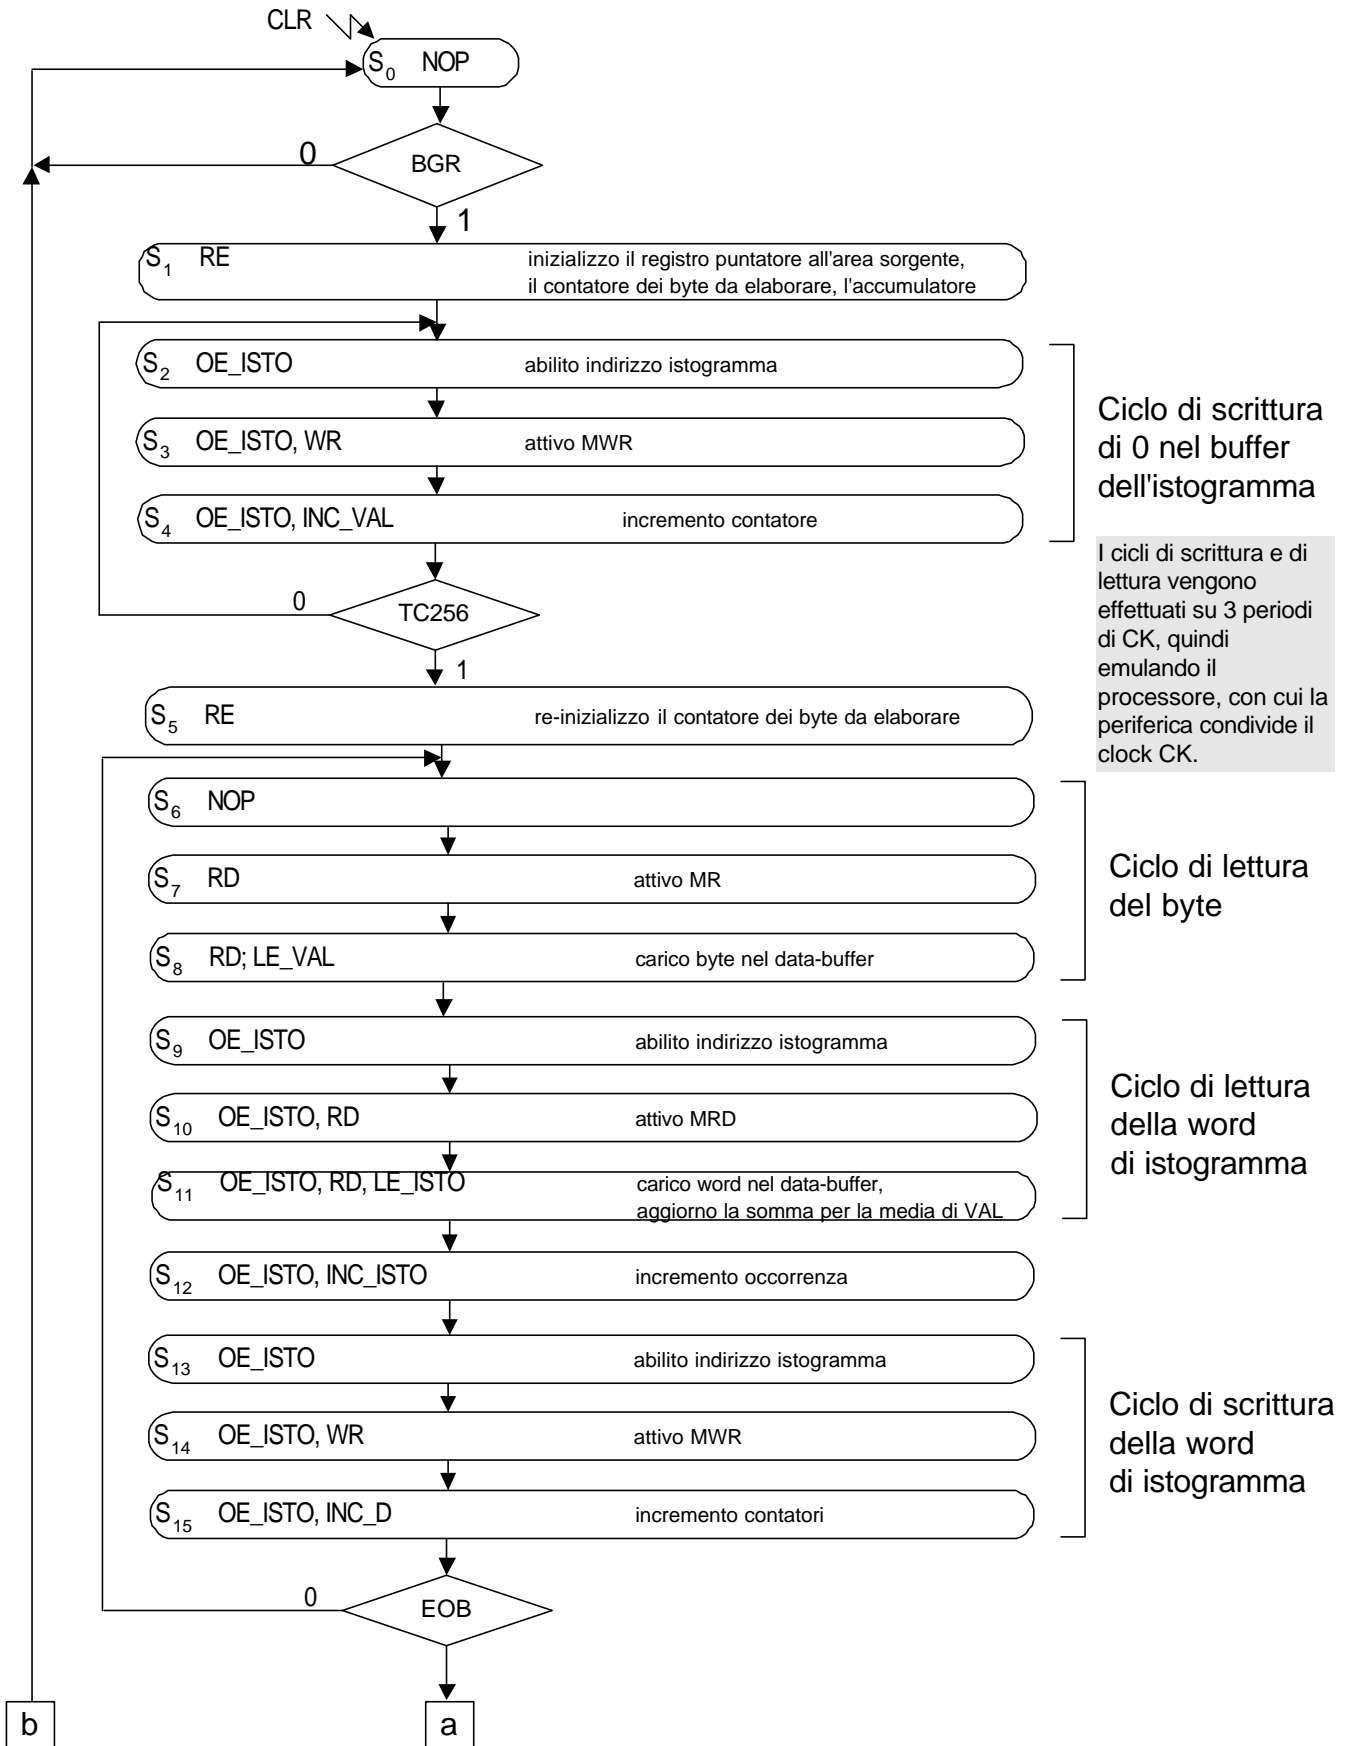 CLR
S0 NOP
0
BGR
1
S1 RE inizializzo il registro puntatore all'area sorgente,
il contatore dei byte da elaborare, l'accumulatore
S2 OE_ISTO abilito indirizzo istogramma
S3 OE_ISTO, WR attivo MWR
S4 OE_ISTO, INC_VAL incremento contatore
Ciclo di scrittura
di 0 nel buffer
dell'istogramma
0
TC256
1
I cicli di scrittura e di
lettura vengono
effettuati su 3 periodi
di CK, quindi
emulando il
processore, con cui la
periferica condivide il
clock CK.
S5 RE re-inizializzo il contatore dei byte da elaborare
S6 NOP
S7 RD attivo MR
S8 RD; LE_VAL carico byte nel data-buffer
Ciclo di lettura
del byte
S9 OE_ISTO abilito indirizzo istogramma
S10 OE_ISTO, RD attivo MRD
S11 OE_ISTO, RD, LE_ISTO carico word nel data-buffer,
aggiorno la somma per la media di VAL
Ciclo di lettura
della word
di istogramma
S12 OE_ISTO, INC_ISTO incremento occorrenza
S13 OE_ISTO abilito indirizzo istogramma
S14 OE_ISTO, WR attivo MWR
S15 OE_ISTO, INC_D incremento contatori
Ciclo di scrittura
della word
di istogramma
0
EOB
b
a